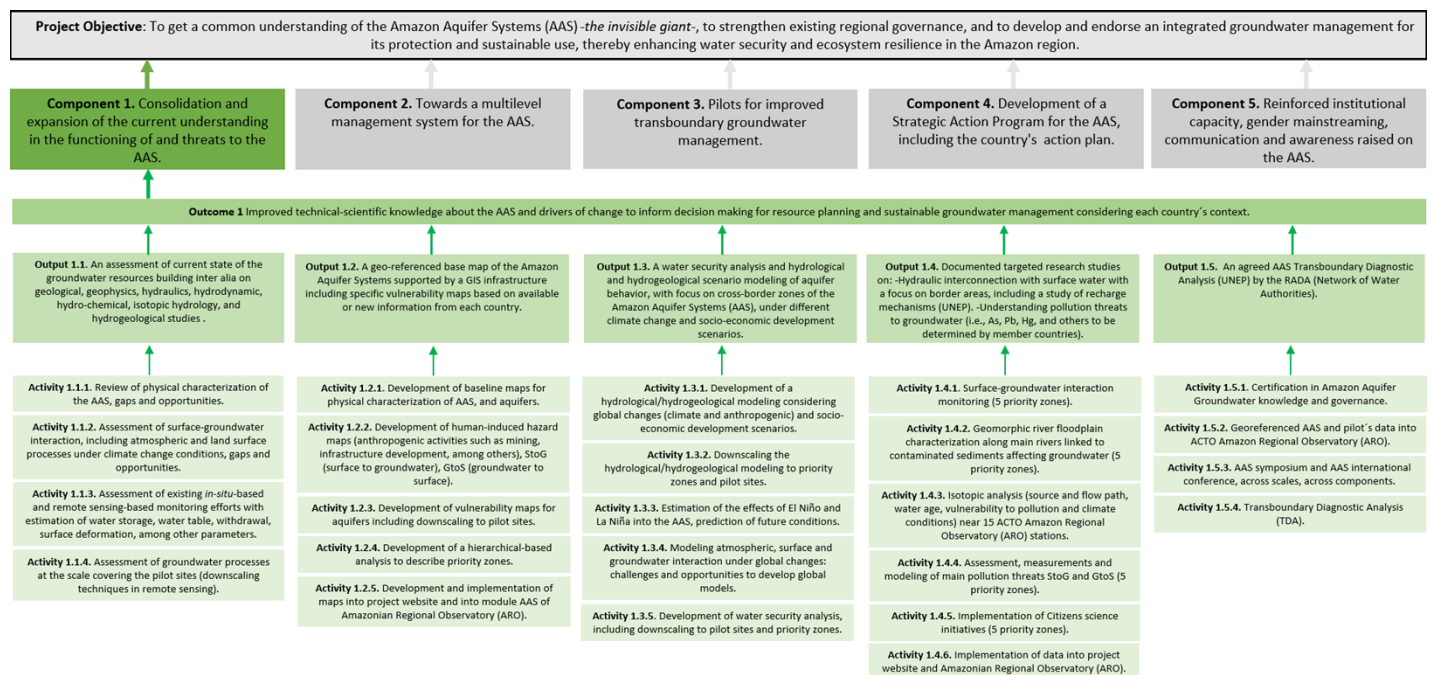 Project Objective: To get a common understanding of the Amazon Aquifer Systems (AAS) -the invisible giant-, to strengthen existing regional governance, and to develop and endorse an integrated groundwater management for
its protection and sustainable use, thereby enhancing water security and ecosystem resilience in the Amazon region.
Component 1. Consolidation and
expansion of the current understanding
in the functioning of and threats to the
AAS.
Component 2. Towards a multilevel
management system for the AAS.
Component 3. Pilots for improved
transboundary groundwater
management.
Component 4. Development of a
Strategic Action Program for the AAS,
including the country's action plan.
Component 5. Reinforced institutional
capacity, gender mainstreaming,
communication and awareness raised on
the AAS.
Outcome 1 Improved technical-scientific knowledge about the AAS and drivers of change to inform decision making for resource planning and sustainable groundwater management considering each country´s context.
Output 1.1. An assessment of current state of the
groundwater resources building inter alia on
geological, geophysics, hydraulics, hydrodynamic,
hydro-chemical, isotopic hydrology, and
hydrogeological studies .
Output 1.2. A geo-referenced base map of the Amazon
Aquifer Systems supported by a GIS infrastructure
including specific vulnerability maps based on available
or new information from each country.
Output 1.3. A water security analysis and hydrological
and hydrogeological scenario modeling of aquifer
behavior, with focus on cross-border zones of the
Amazon Aquifer Systems (AAS), under different
climate change and socio-economic development
scenarios.
Output 1.4. Documented targeted research studies
on: -Hydraulic interconnection with surface water with
a focus on border areas, including a study of recharge
mechanisms (UNEP). -Understanding pollution threats
to groundwater (i.e., As, Pb, Hg, and others to be
determined by member countries).
Output 1.5. An agreed AAS Transboundary Diagnostic
Analysis (UNEP) by the RADA (Network of Water
Authorities).
Activity 1.1.1. Review of physical characterization of
the AAS, gaps and opportunities.
Activity 1.1.2. Assessment of surface-groundwater
interaction, including atmospheric and land surface
processes under climate change conditions, gaps and
opportunities.
Activity 1.1.3. Assessment of existing in-situ-based
and remote sensing-based monitoring efforts with
estimation of water storage, water table, withdrawal,
surface deformation, among other parameters.
Activity 1.1.4. Assessment of groundwater processes
at the scale covering the pilot sites (downscaling
techniques in remote sensing).
Activity 1.2.1. Development of baseline maps for
physical characterization of AAS, and aquifers.
Activity 1.2.2. Development of human-induced hazard
maps (anthropogenic activities such as mining,
infrastructure development, among others), StoG
(surface to groundwater), GtoS (groundwater to
surface).
Activity 1.2.3. Development of vulnerability maps for
aquifers including downscaling to pilot sites.
Activity 1.2.4. Development of a hierarchical-based
analysis to describe priority zones.
Activity 1.2.5. Development and implementation of
maps into project website and into module AAS of
Amazonian Regional Observatory (ARO).
Activity 1.3.1. Development of a
hydrological/hydrogeological modeling considering
global changes (climate and anthropogenic) and socio-
economic development scenarios.
Activity 1.3.2. Downscaling the
hydrological/hydrogeological modeling to priority
zones and pilot sites.
Activity 1.3.3. Estimation of the effects of El Niño and
La Niña into the AAS, prediction of future conditions.
Activity 1.3.4. Modeling atmospheric, surface and
groundwater interaction under global changes:
challenges and opportunities to develop global
models.
Activity 1.3.5. Development of water security analysis,
including downscaling to pilot sites and priority zones.
Activity 1.4.1. Surface-groundwater interaction
monitoring (5 priority zones).
Activity 1.4.2. Geomorphic river floodplain
characterization along main rivers linked to
contaminated sediments affecting groundwater (5
priority zones).
Activity 1.4.3. Isotopic analysis (source and flow path,
water age, vulnerability to pollution and climate
conditions) near 15 ACTO Amazon Regional
Observatory (ARO) stations.
Activity 1.4.4. Assessment, measurements and
modeling of main pollution threats StoG and GtoS (5
priority zones).
Activity 1.4.5. Implementation of Citizens science
initiatives (5 priority zones).
Activity 1.4.6. Implementation of data into project
website and Amazonian Regional Observatory (ARO).
Activity 1.5.1. Certification in Amazon Aquifer
Groundwater knowledge and governance.
Activity 1.5.2. Georeferenced AAS and pilot´s data into
ACTO Amazon Regional Observatory (ARO).
Activity 1.5.3. AAS symposium and AAS international
conference, across scales, across components.
Activity 1.5.4. Transboundary Diagnostic Analysis
(TDA).